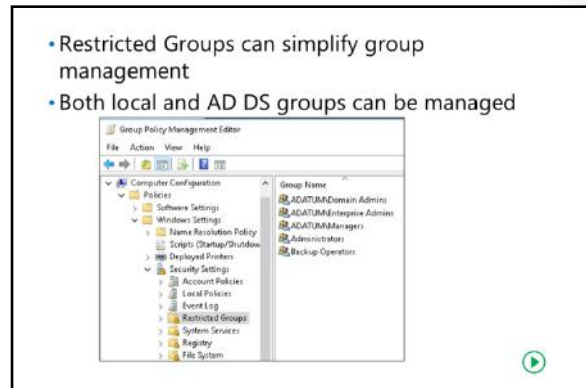 • Restricted Groups can simplify group
management
• Both local and AD DS groups can be managed
Group Policy Management Editor
File Action View Help
Computer Configuration
Policies
Software Settings
Windows Settings
Name Resolution Policy
Scripts (Startup/Shutdow
Deployed Printers
Security Settings
Account Policies
Local Policies
Event Log
Restricted Groups
System Services
Registry
File System
Group Name
ADATUM\Domain Admins
ADATUM\Enterprise Admins
ADATUM\Managers
Administrators
Backup Operators